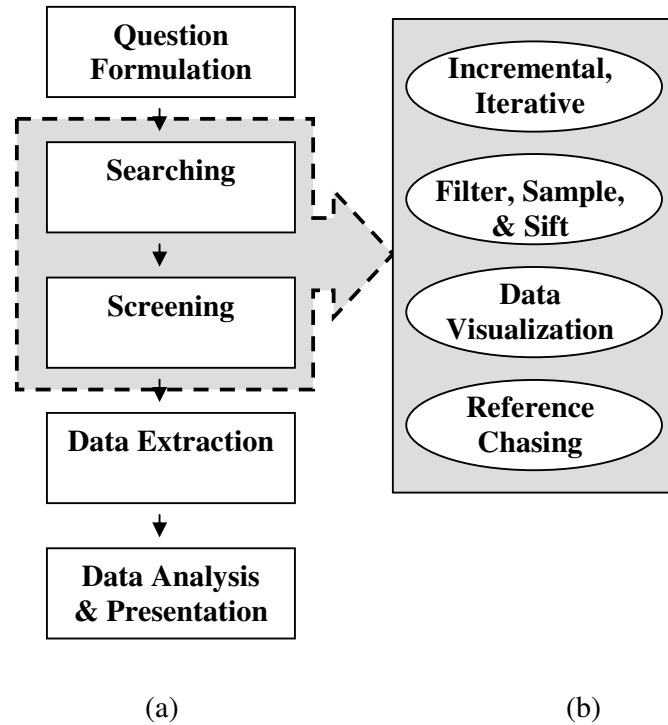 Question
Formulation
Searching
Screening
Data Extraction
Data Analysis
& Presentation
(a)
Incremental,
Iterative
Filter, Sample,
& Sift
Data
Visualization
Reference
Chasing
(b)